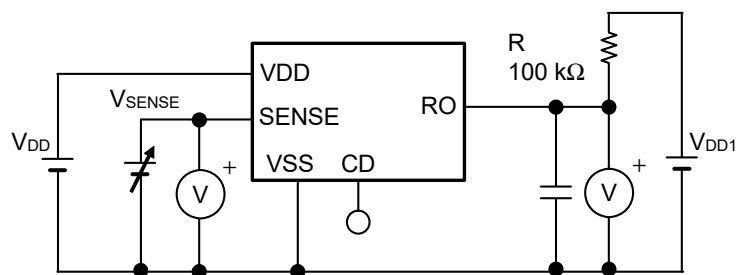 R
100 kΩ
VDD
RO
VSENSE
SENSE
VDD
+
V
VSS
CD
+
V
VDD1